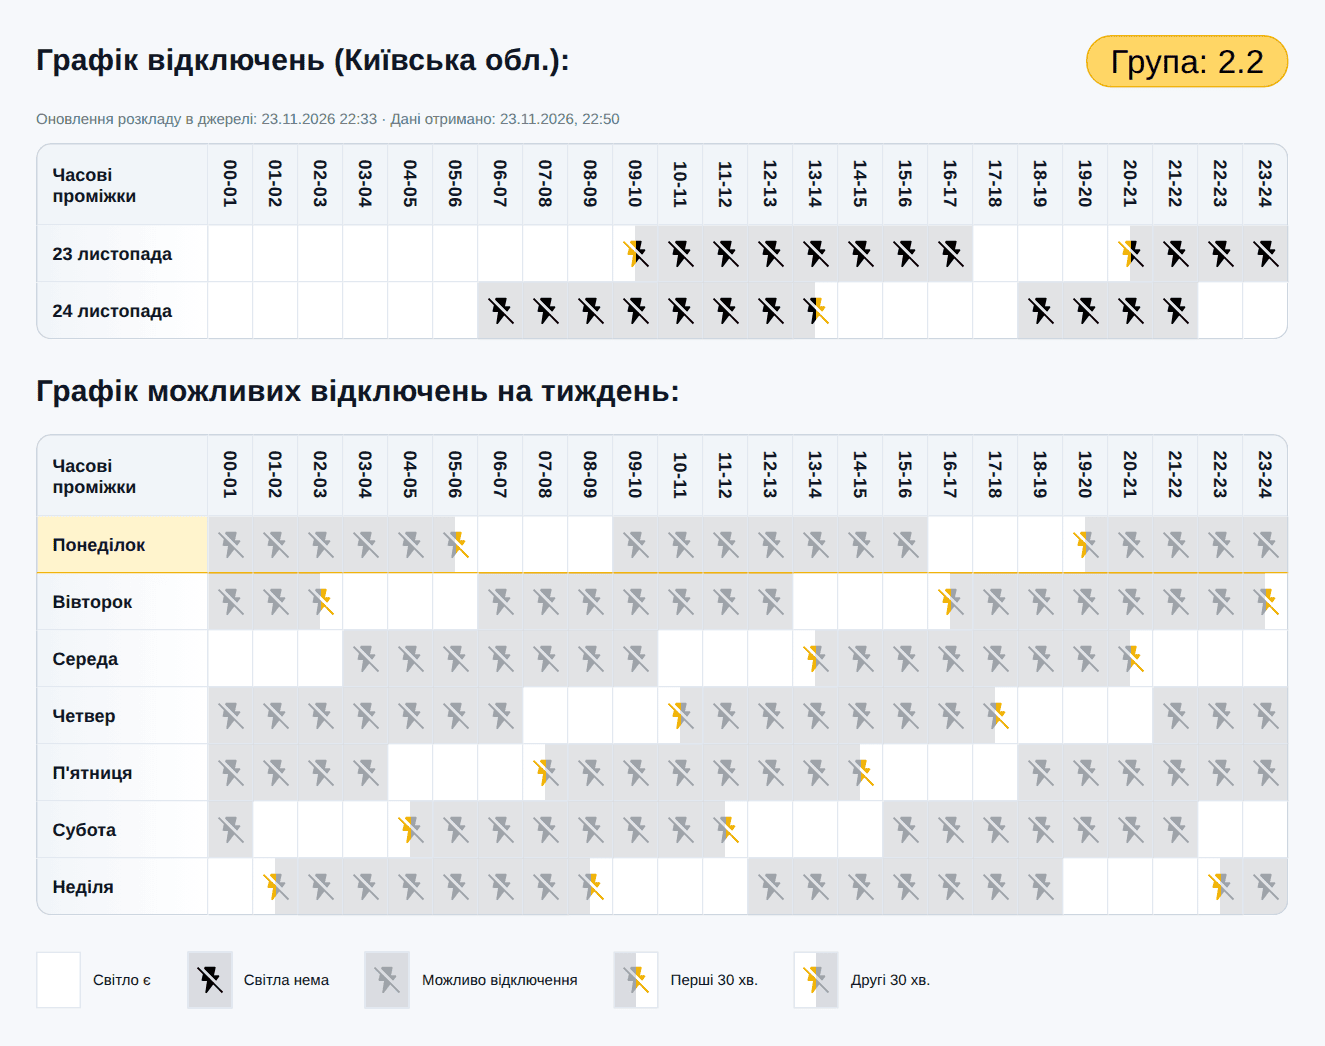 Графік відключень (Київська обл.):
Група: 2.2
Оновлення розкладу в джерелі: 23.11.2026 22:33 · Дані отримано: 23.11.2026, 22:50
Часові проміжки 00-01 01-02 02-03 03-04 04-05 05-06 06-07 07-08 08-09 09-10 10-11 11-12 12-13 13-14 14-15 15-16 16-17 17-18 18-19 19-20 20-21 21-22 22-23 23-24
23 листопада
24 листопада
Графік можливих відключень на тиждень:
Часові проміжки 00-01 01-02 02-03 03-04 04-05 05-06 06-07 07-08 08-09 09-10 10-11 11-12 12-13 13-14 14-15 15-16 16-17 17-18 18-19 19-20 20-21 21-22 22-23 23-24
Понеділок
Вівторок
Середа
Четвер
П'ятниця
Субота
Неділя
Світло є Світла нема Можливо відключення Перші 30 хв. Другі 30 хв.